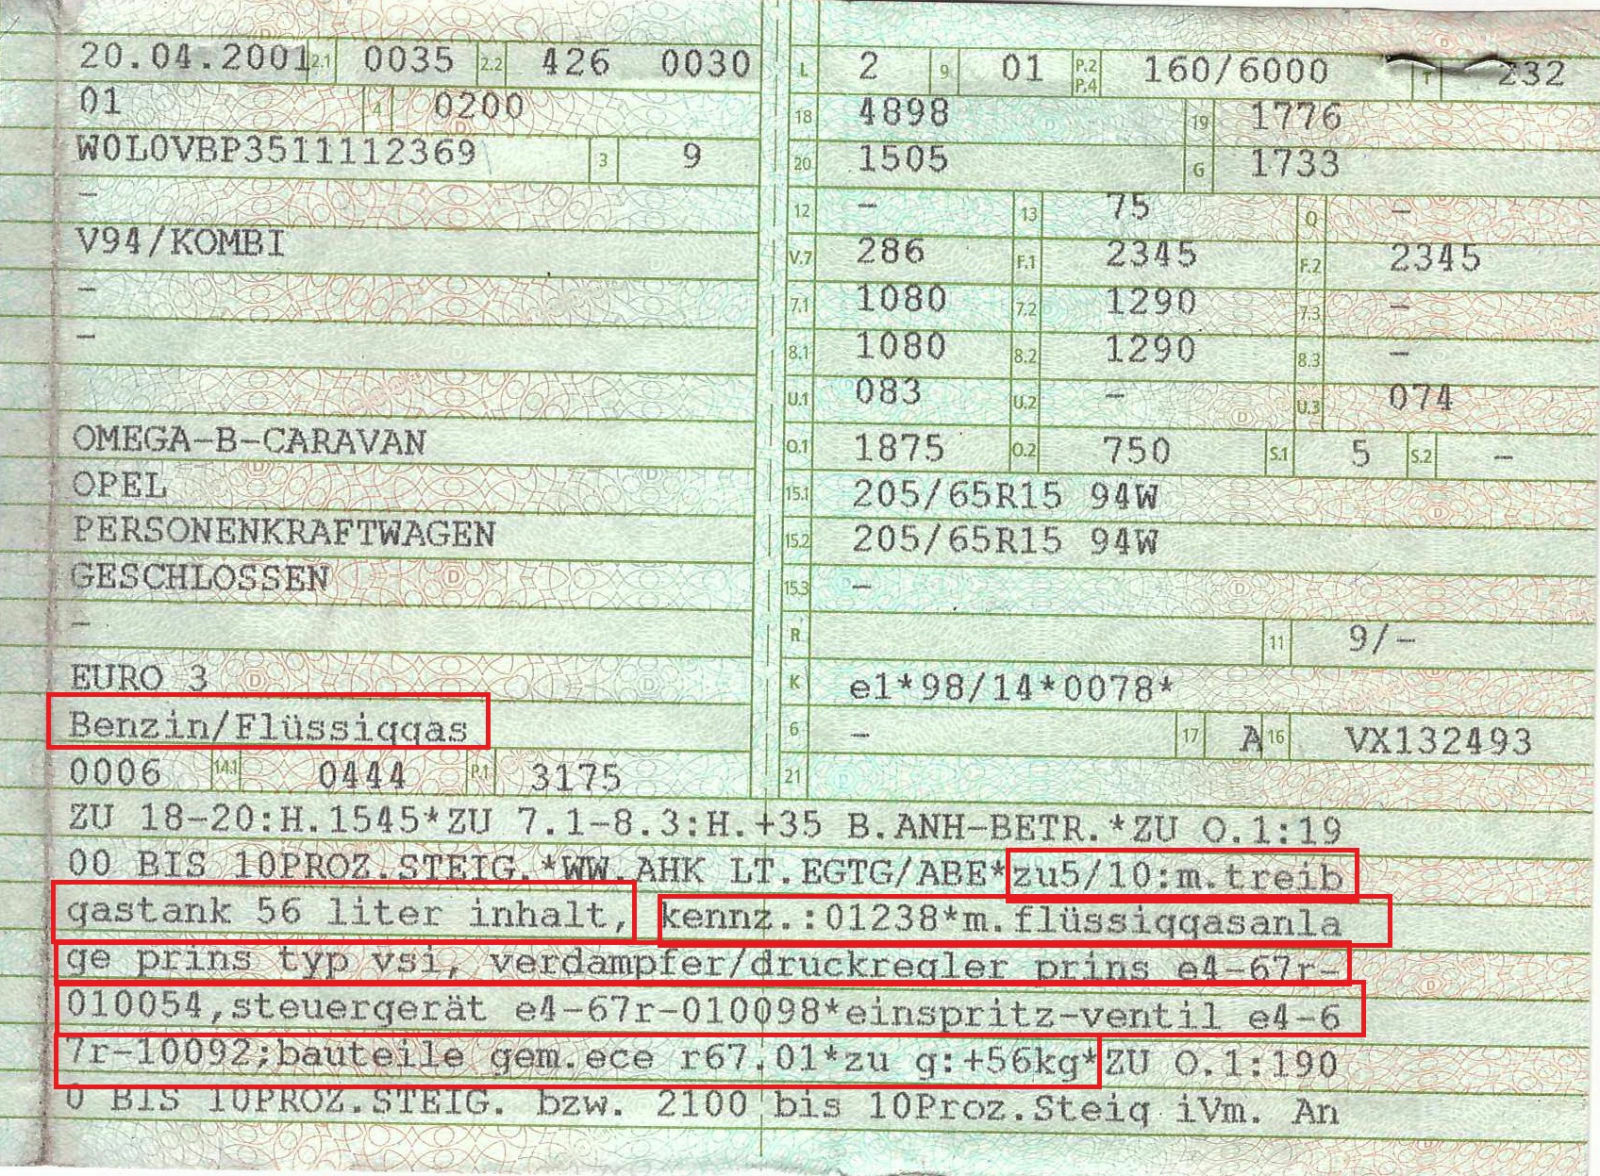 20.04.2001 2.1 0035 2.2 426 0030
01 4 0200
W0L0VBP3511112369 3 9
–
V94/KOMBI
–
–
OMEGA-B-CARAVAN
OPEL
PERSONENKRAFTWAGEN
GESCHLOSSEN
–
EURO 3
Benzin/Flüssiggas
0006 14.1 0444 P.1 3175
L 2 9 01 P.2 P.4 160/6000 T 232
18 4898 19 1776
20 1505 G 1733
12 – 13 75 Q –
V.7 286 F.1 2345 F.2 2345
7.1 1080 7.2 1290 7.3 –
8.1 1080 8.2 1290 8.3 –
U.1 083 U.2 – U.3 074
O.1 1875 O.2 750 S.1 5 S.2 –
15.1 205/65R15 94W
15.2 205/65R15 94W
15.3 –
R 11 9/–
K e1*98/14*0078*
6 – 17 A 16 VX132493
21
ZU 18-20:H.1545*ZU 7.1-8.3:H.+35 B.ANH-BETR.*ZU O.1:19
00 BIS 10PROZ.STEIG.*WW.AHK LT.EGTG/ABE*zu5/10:m.treib
gastank 56 liter inhalt, kennz.:01238*m.flüssiggasanla
ge prins typ vsi, verdampfer/druckregler prins e4-67r-
010054,steuergerät e4-67r-010098*einspritz-ventil e4-6
7r-10092;bauteile gem.ece r67.01*zu g:+56kg*ZU O.1:190
0 BIS 10PROZ.STEIG. bzw. 2100 bis 10Proz.Steig iVm. An